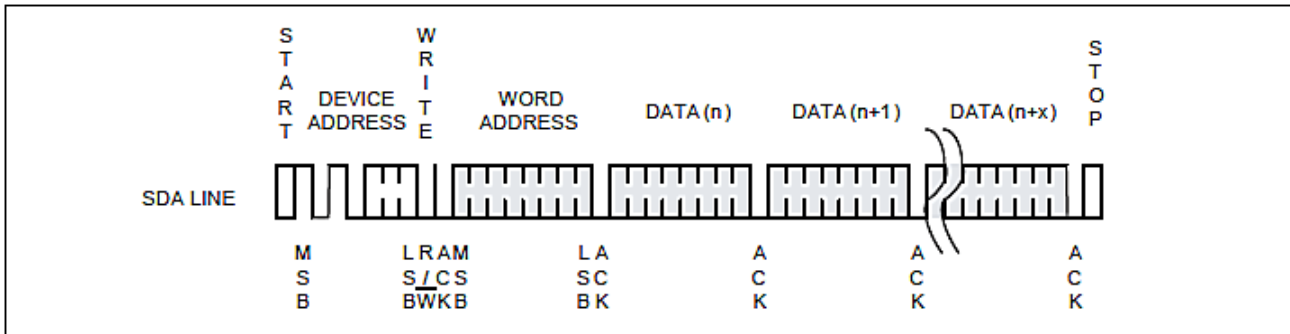 START
DEVICE
ADDRESS
WRITE
WORD
ADDRESS
DATA (n)
DATA (n+1)
DATA (n+x)
STOP
SDA LINE
MSB
LSB
R/W
ACK
MSB
LSB
ACK
ACK
ACK
ACK